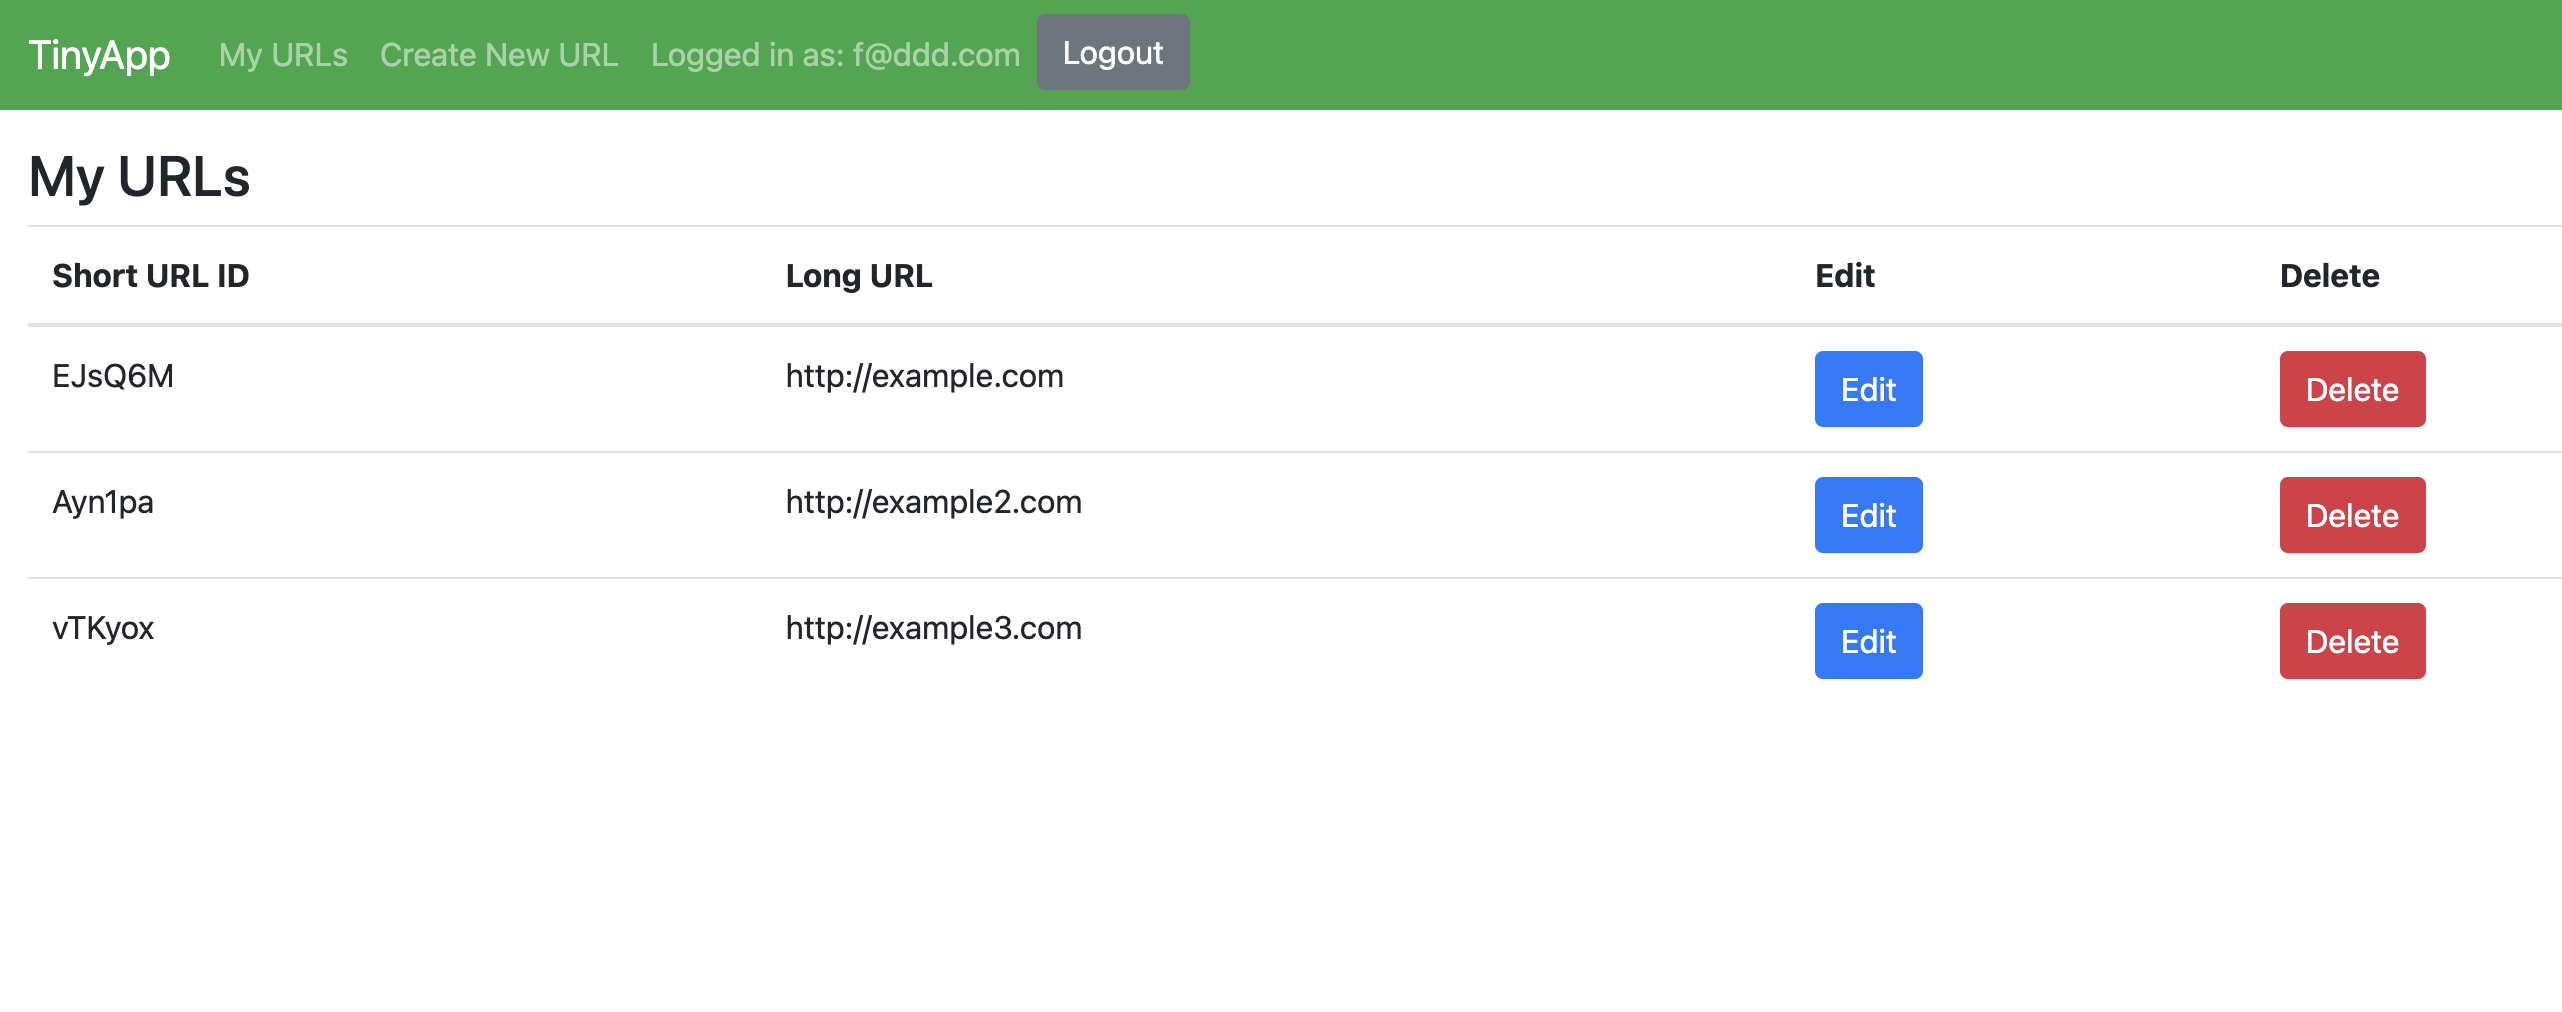 TinyApp My URLs Create New URL Logged in as: f@ddd.com Logout
My URLs
Short URL ID Long URL Edit Delete
EJsQ6M http://example.com Edit Delete
Ayn1pa http://example2.com Edit Delete
vTKyox http://example3.com Edit Delete